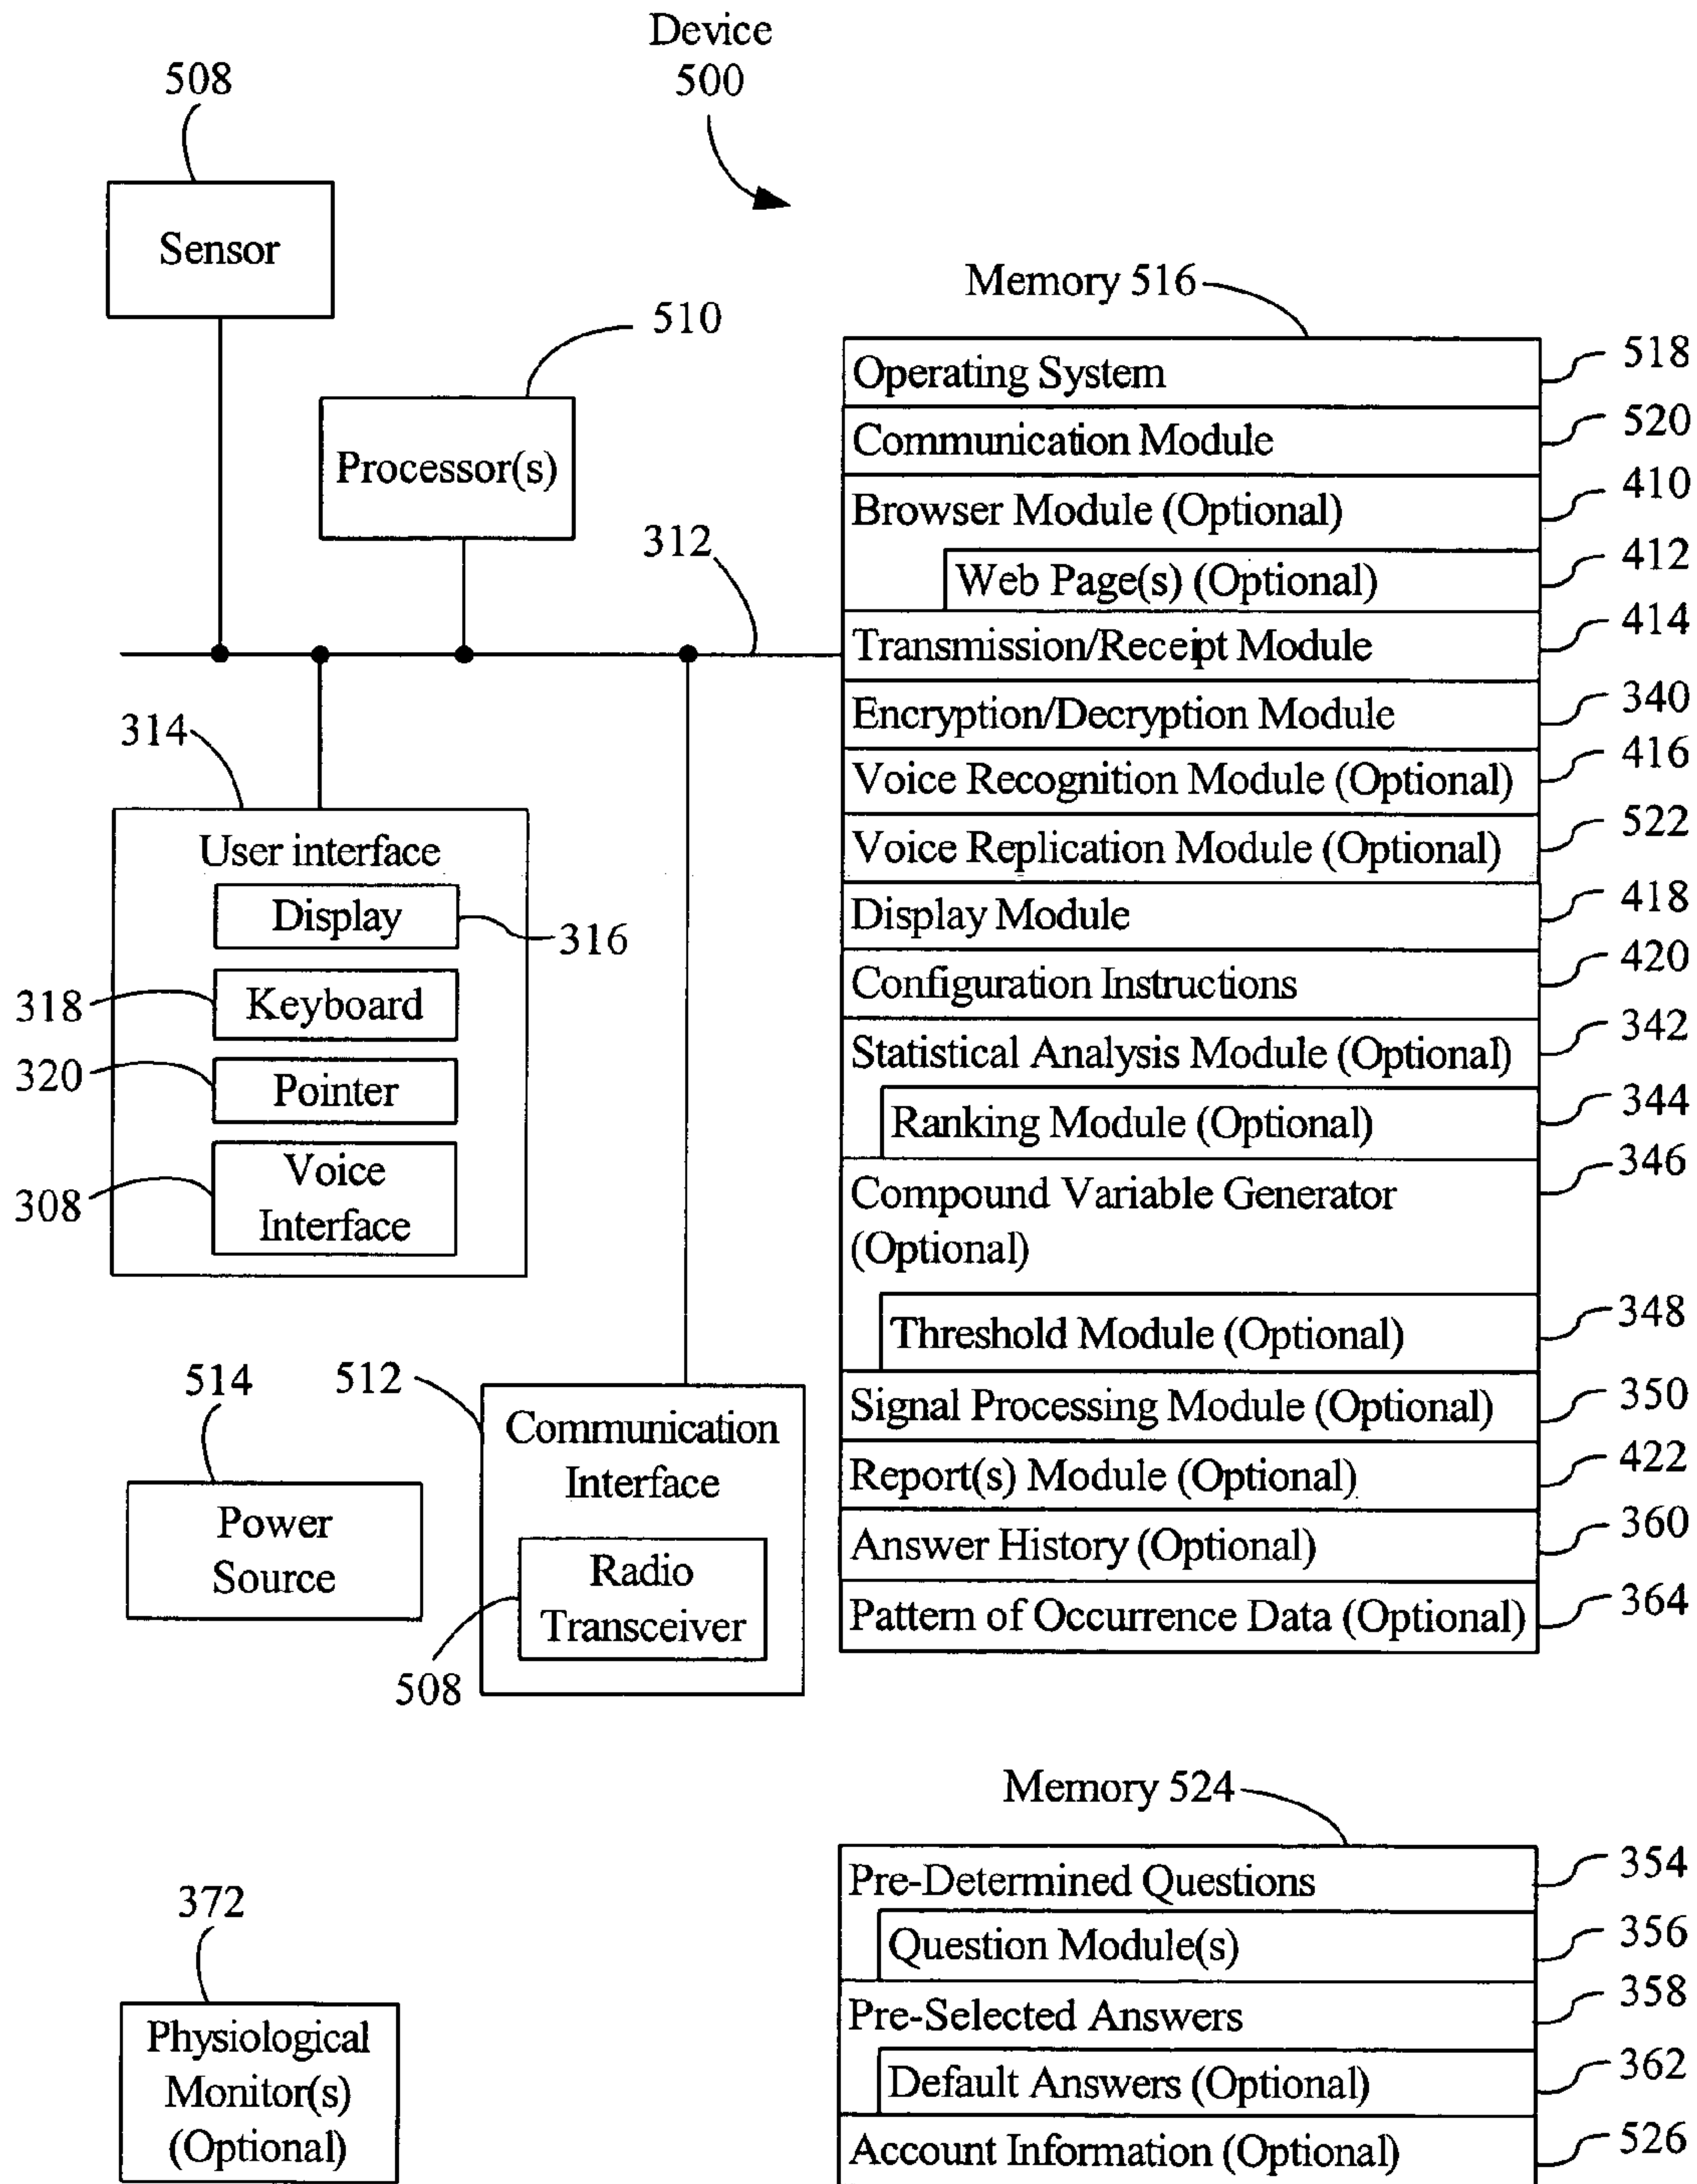 Device
500
508
Sensor
510
Processor(s)
312
314
User interface
Display
316
318
Keyboard
320
Pointer
308
Voice
Interface
514
Power
Source
512
Communication
Interface
Radio
Transceiver
508
Memory 516
Operating System
518
Communication Module
520
Browser Module (Optional)
410
Web Page(s) (Optional)
412
Transmission/Receipt Module
414
Encryption/Decryption Module
340
Voice Recognition Module (Optional)
416
Voice Replication Module (Optional)
522
Display Module
418
Configuration Instructions
420
Statistical Analysis Module (Optional)
342
Ranking Module (Optional)
344
Compound Variable Generator
(Optional)
346
Threshold Module (Optional)
348
Signal Processing Module (Optional)
350
Report(s) Module (Optional)
422
Answer History (Optional)
360
Pattern of Occurrence Data (Optional)
364
372
Physiological
Monitor(s)
(Optional)
Memory 524
Pre-Determined Questions
354
Question Module(s)
356
Pre-Selected Answers
358
Default Answers (Optional)
362
Account Information (Optional)
526